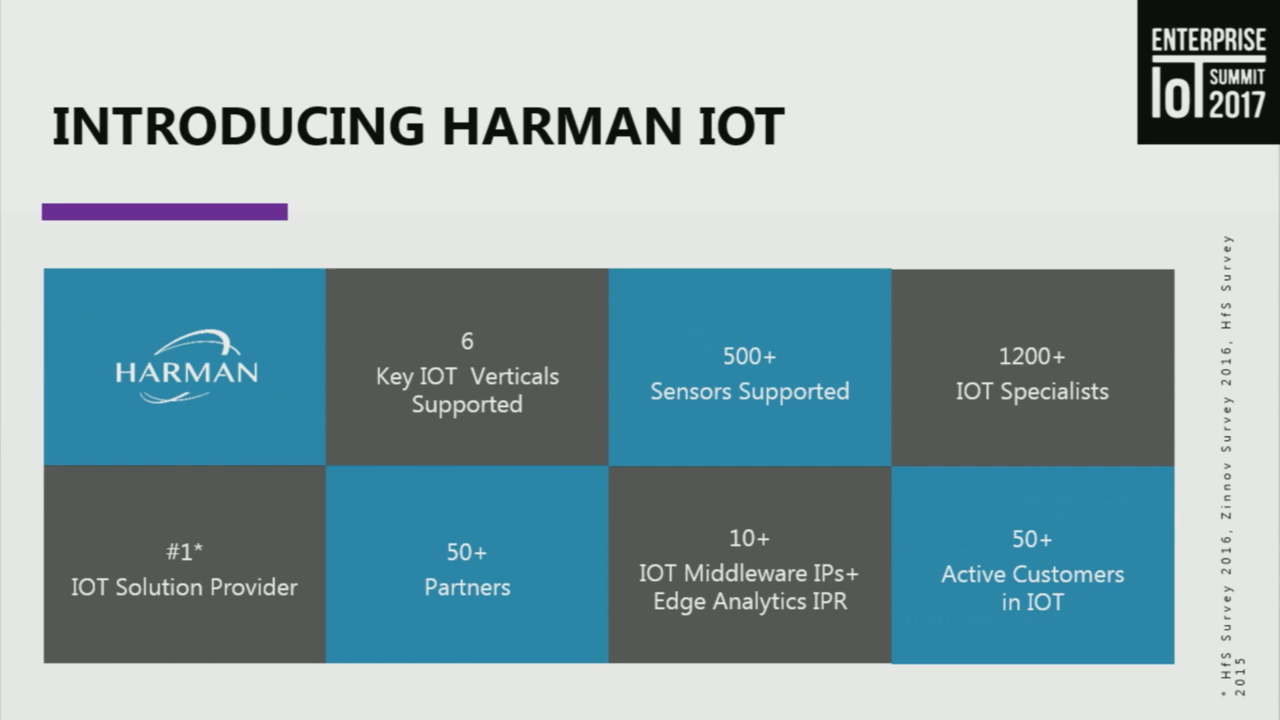 ENTERPRISE
IoT SUMMIT
2017
INTRODUCING HARMAN IOT
HARMAN
6
Key IOT  Verticals
Supported
500+
Sensors Supported
1200+
IOT Specialists
#1*
IOT Solution Provider
50+
Partners
10+
IOT Middleware IPs+
Edge Analytics IPR
50+
Active Customers
in IOT
* HfS Survey 2016, Zinnov Survey 2016, HfS Survey
2015